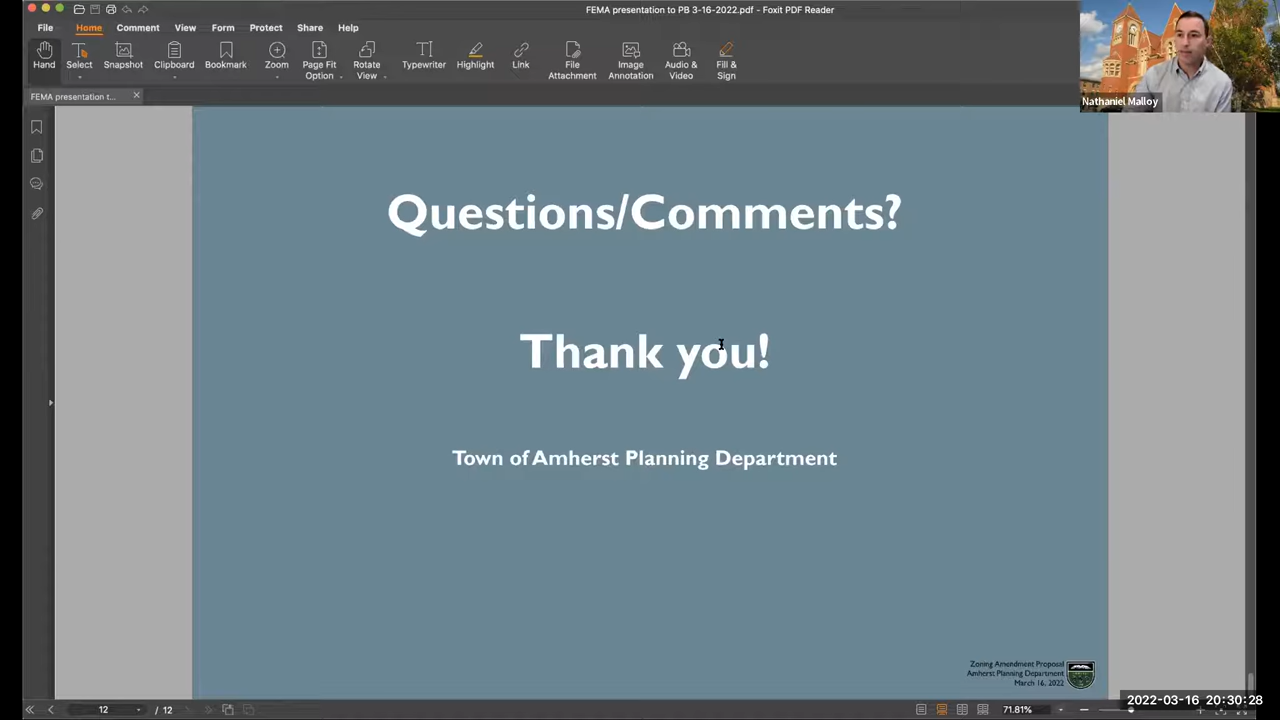 FEMA presentation to PB 3-16-2022.pdf - Foxit PDF Reader
File Home Comment View Form Protect Share Help
Hand Select Snapshot Clipboard Bookmark Zoom Page Fit Option Rotate View Typewriter Highlight Link File Attachment Image Annotation Audio & Video Fill & Sign
Nathaniel Malloy
FEMA presentation t...
Questions/Comments?
Thank you!
Town of Amherst Planning Department
Zoning Amendment Proposal
Amherst Planning Department
March 16, 2022
12 / 12
71.81%
2022-03-16 20:30:28